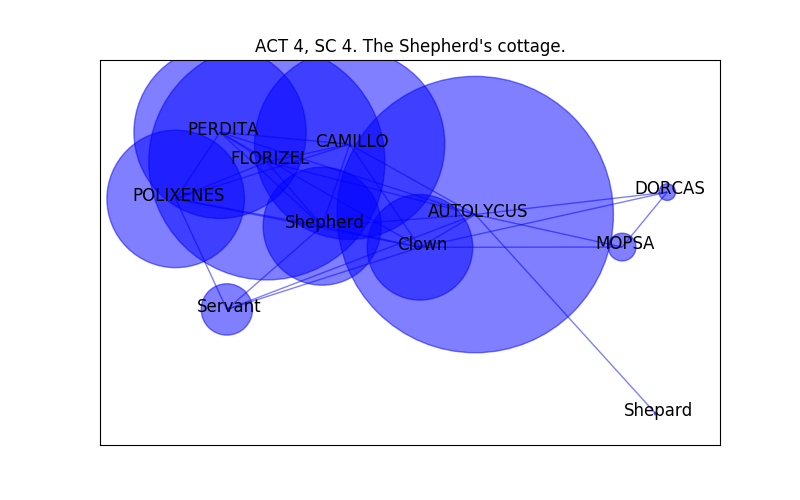 ACT 4, SC 4. The Shepherd's cottage.
PERDITA
CAMILLO
FLORIZEL
POLIXENES
DORCAS
AUTOLYCUS
Shepherd
Clown
MOPSA
Servant
Shepard